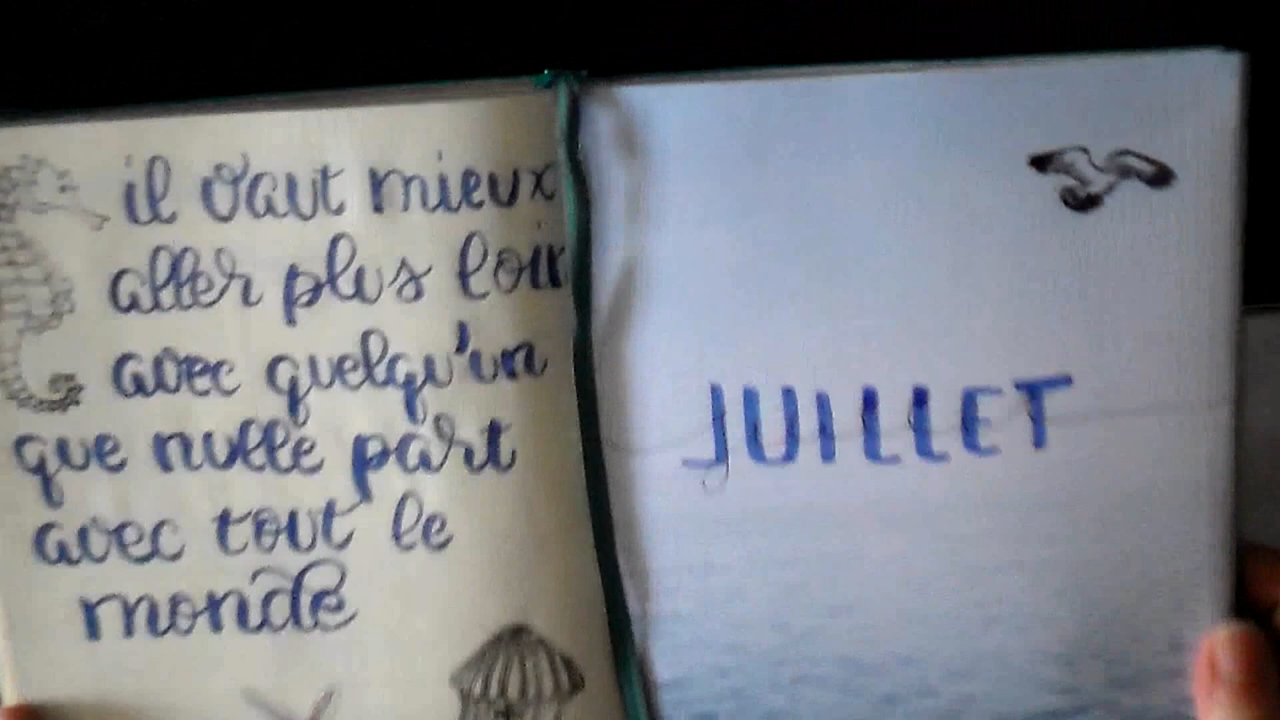 il vaut mieux
aller plus loin
avec quelqu'un
que nulle part
avec tout le
monde
JUILLET